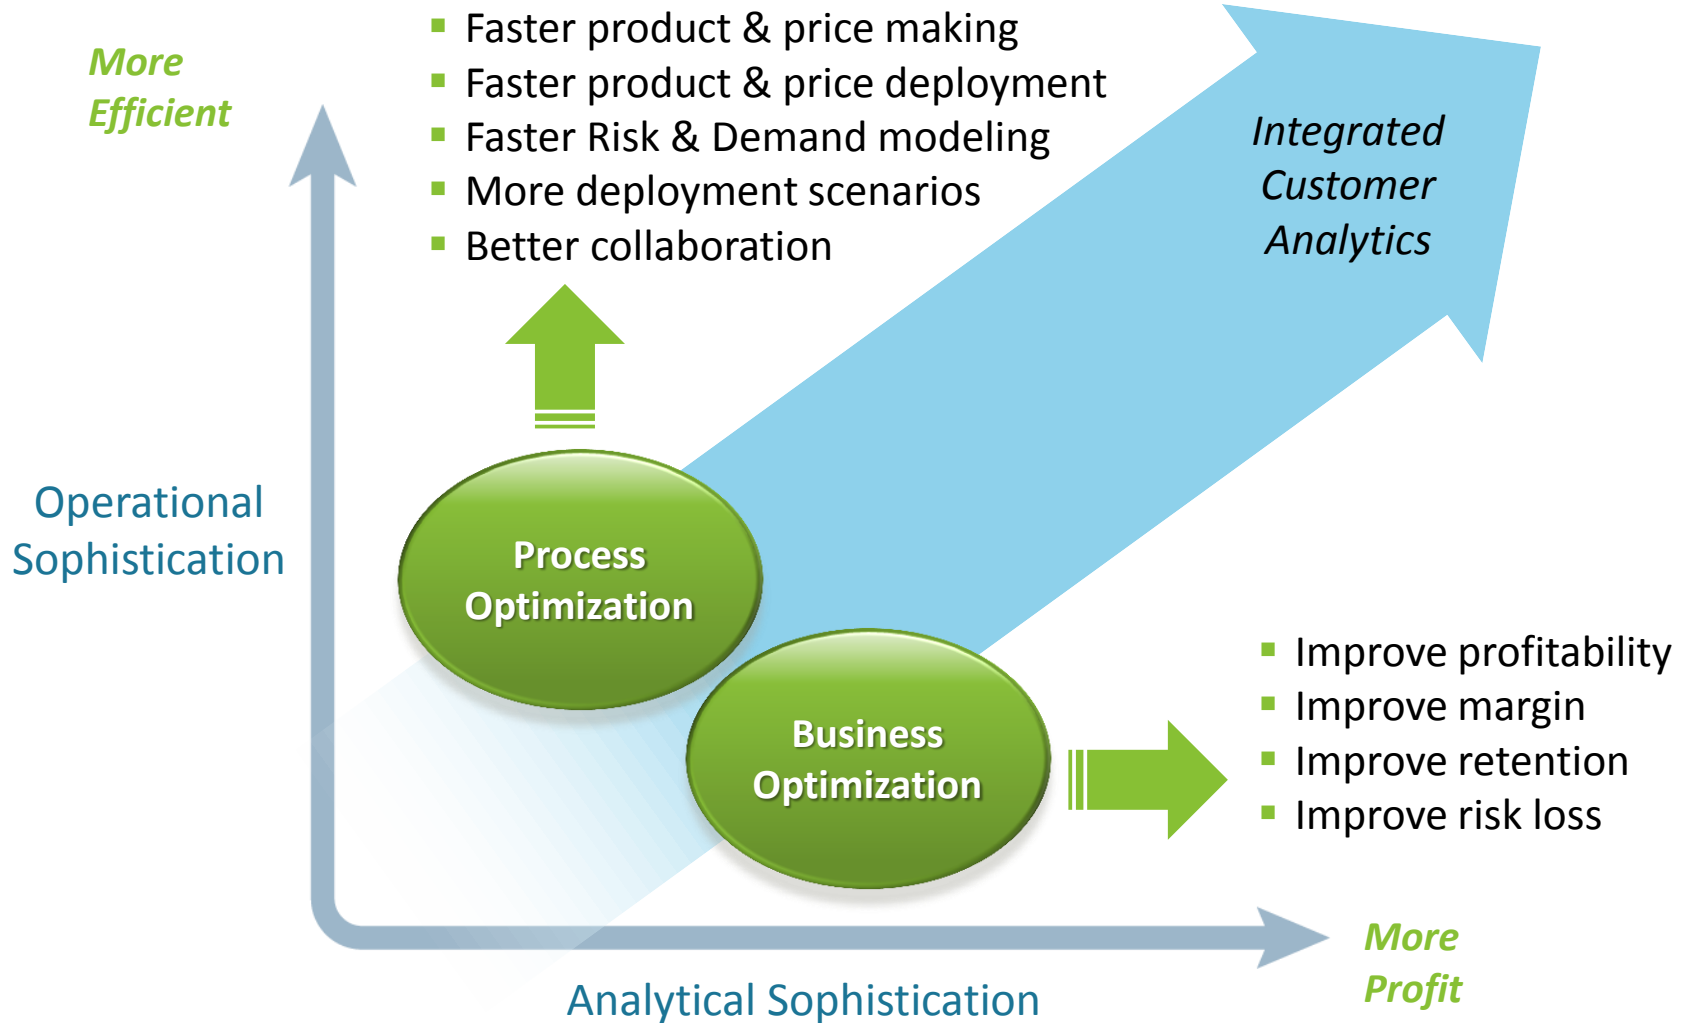 More
Efficient
▪ Faster product & price making
▪ Faster product & price deployment
▪ Faster Risk & Demand modeling
▪ More deployment scenarios
▪ Better collaboration
Integrated
Customer
Analytics
Operational
Sophistication
Process
Optimization
Business
Optimization
▪ Improve profitability
▪ Improve margin
▪ Improve retention
▪ Improve risk loss
More
Profit
Analytical Sophistication